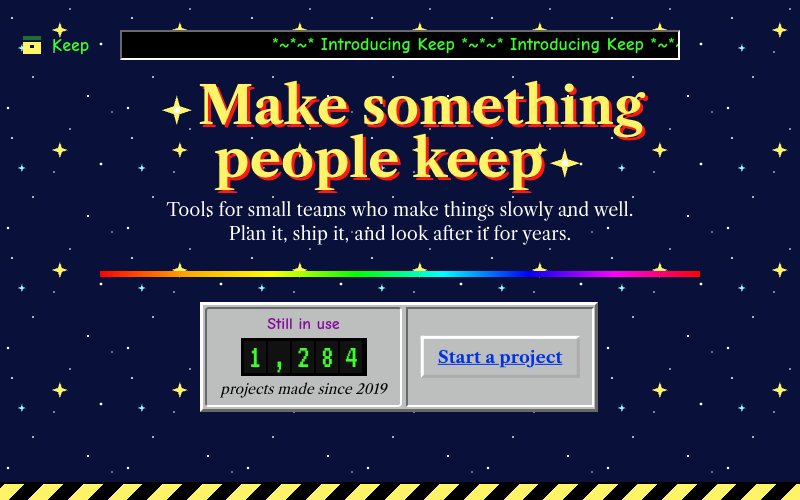 Keep
*~*~* Introducing Keep *~*~* Introducing Keep *~*
Make something
people keep
Tools for small teams who make things slowly and well.
Plan it, ship it, and look after it for years.
Still in use
1,284
projects made since 2019
Start a project